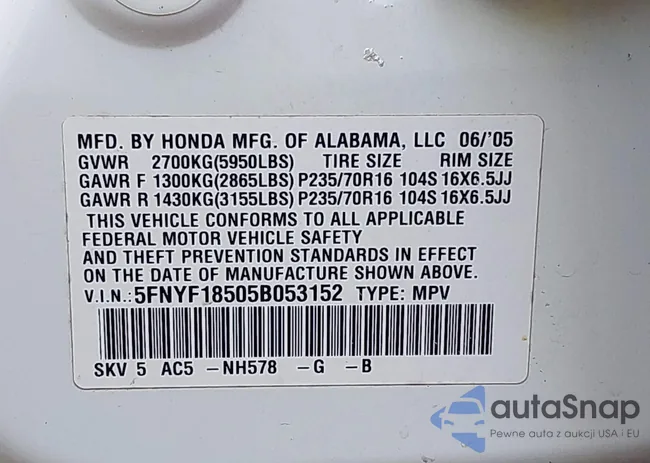 MFD. BY HONDA MFG. OF ALABAMA, LLC 06/'05
GVWR 2700KG(5950LBS) TIRE SIZE RIM SIZE
GAWR F 1300KG(2865LBS) P235/70R16 104S 16X6.5JJ
GAWR R 1430KG(3155LBS) P235/70R16 104S 16X6.5JJ
THIS VEHICLE CONFORMS TO ALL APPLICABLE
FEDERAL MOTOR VEHICLE SAFETY
AND THEFT PREVENTION STANDARDS IN EFFECT
ON THE DATE OF MANUFACTURE SHOWN ABOVE.
V.I.N.:5FNYF18505B053152 TYPE: MPV
SKV 5 AC5 -NH578 -G -B
autaSnap
Pewne auta z aukcji USA i EU